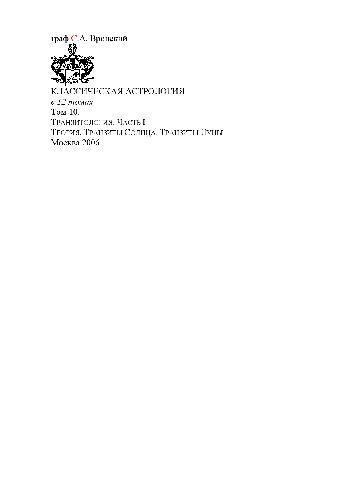 граф С.А. Вронский
КЛАССИЧЕСКАЯ АСТРОЛОГИЯ
в 12 томах
Том 10.
ТРАНЗИТОЛОГИЯ. ЧАСТЬ I
ТЕОРИЯ. ТРАНЗИТЫ СОЛНЦА. ТРАНЗИТЫ ЛУНЫ
Москва 2006